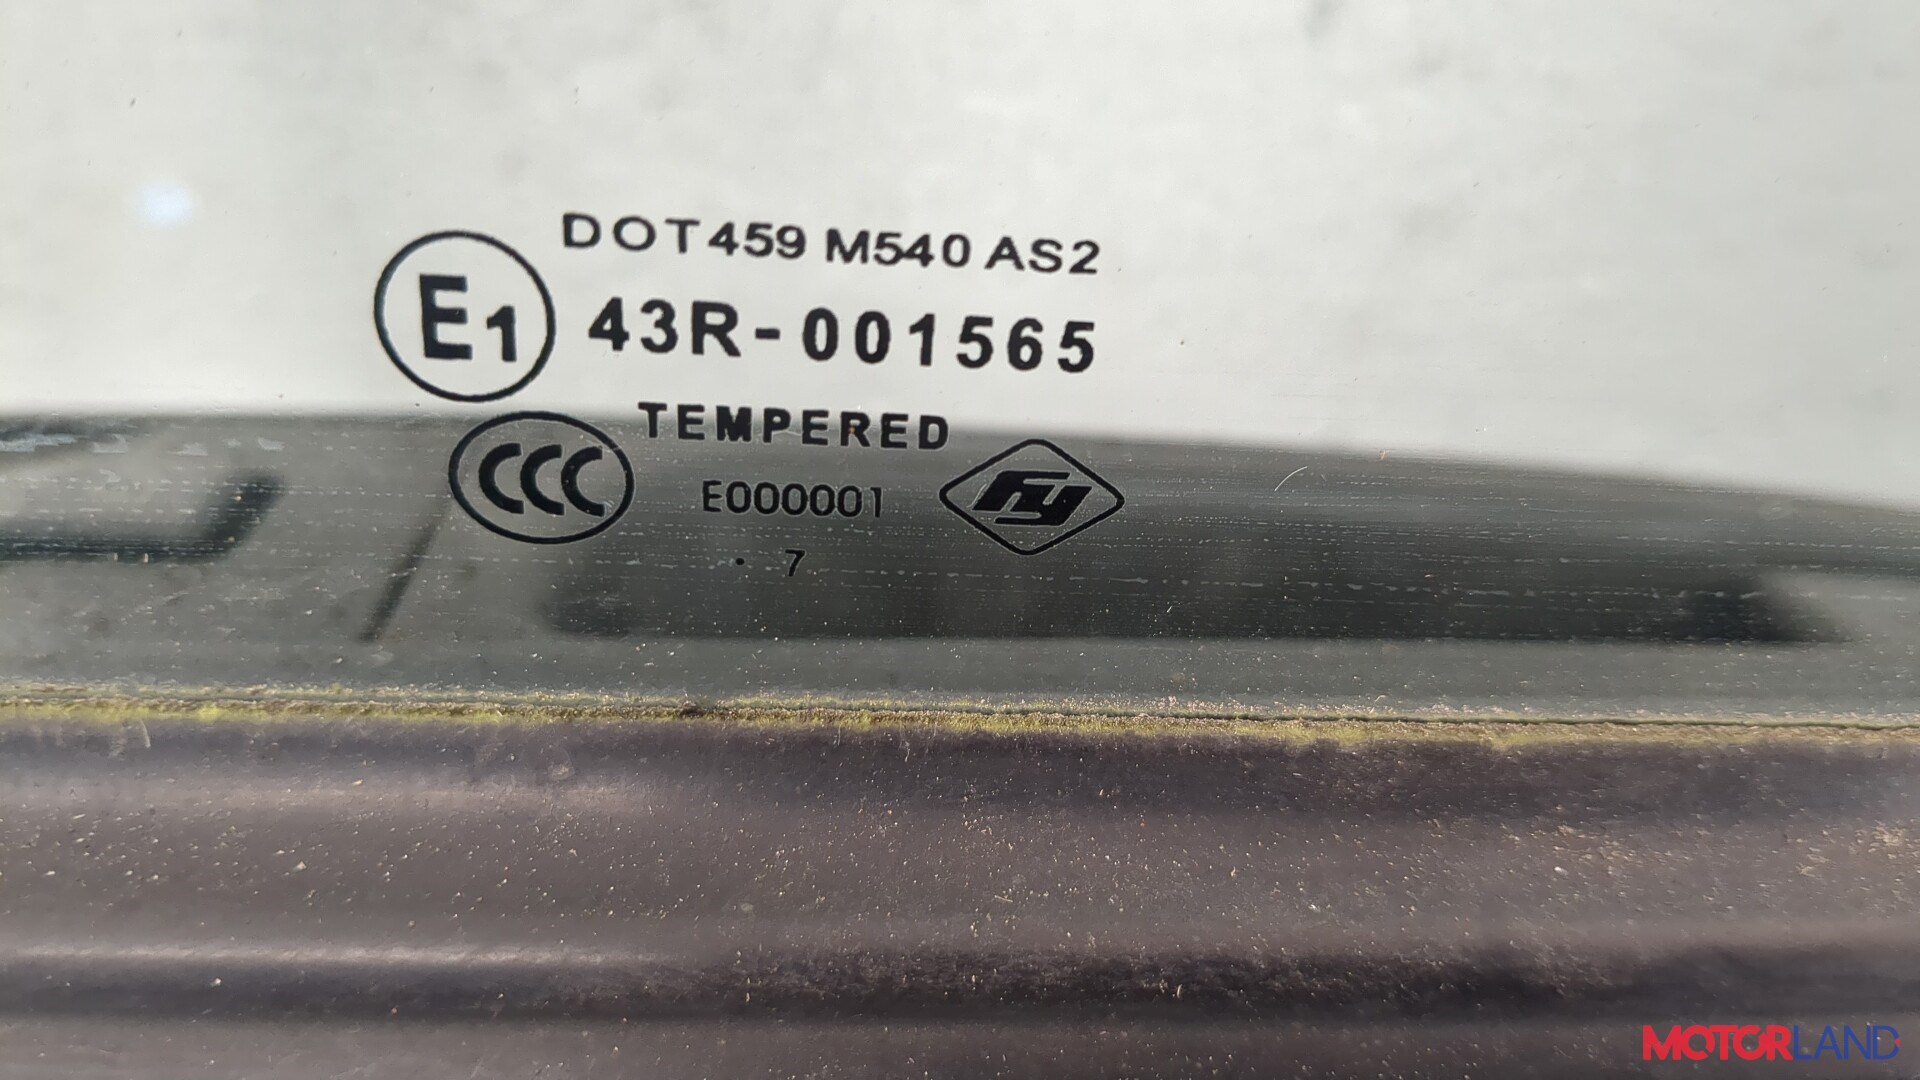 DOT459 M540 AS2
E1 43R-001565
TEMPERED
CCC E000001 fy
. 7
MOTORLAND